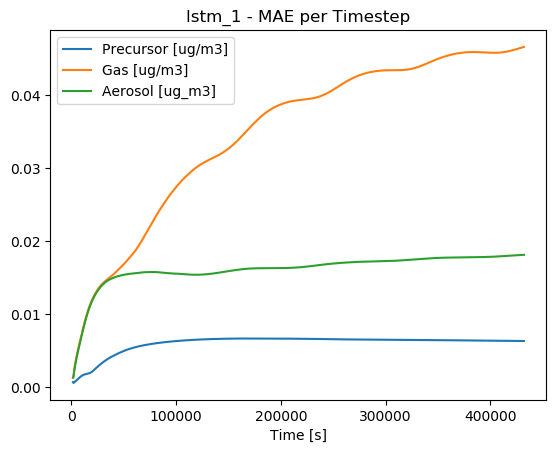 lstm_1 - MAE per Timestep
Precursor [ug/m3]
Gas [ug/m3]
Aerosol [ug_m3]
0.04
0.03
0.02
0.01
0.00
0 100000 200000 300000 400000
Time [s]